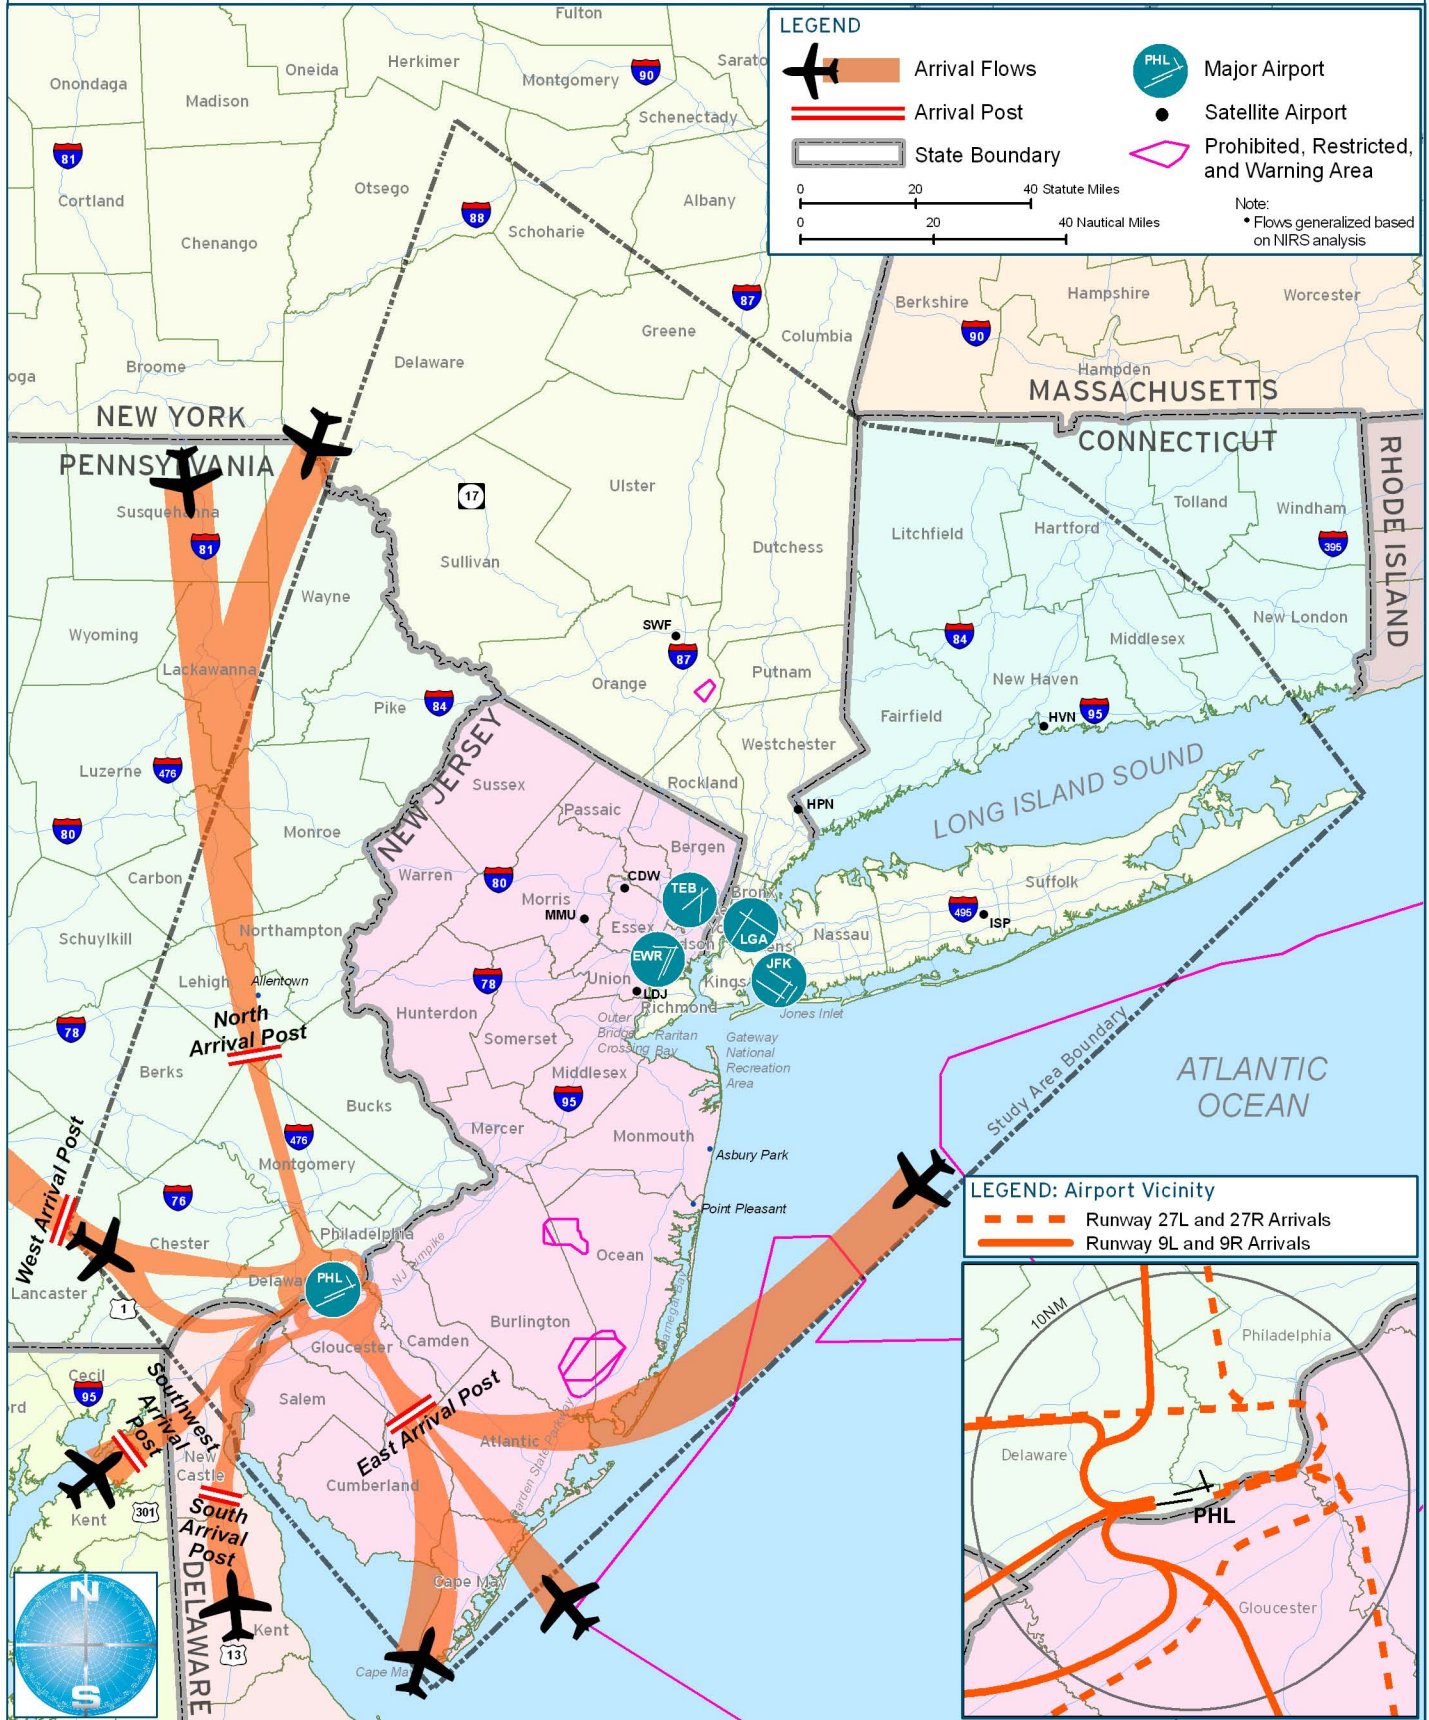 LEGEND
Arrival Flows
Arrival Post
State Boundary
PHL
Major Airport
Satellite Airport
Prohibited, Restricted,
and Warning Area
0 20 40 Statute Miles
0 20 40 Nautical Miles
Note:
* Flows generalized based
on NIRS analysis
Fulton
Onondaga
Oneida
Herkimer
Montgomery
90
Sarato
Madison
Schenectady
81
Cortland
Otsego
Albany
88
Schoharie
Chenango
87
Berkshire
Hampshire
Worcester
90
Greene
Columbia
Broome
Delaware
oga
Hampden
MASSACHUSETTS
NEW YORK
PENNSYLVANIA
CONNECTICUT
RHODE ISLAND
17
Ulster
Susquehanna
81
Tolland
Windham
Litchfield
Hartford
395
Sullivan
Dutchess
Wayne
Wyoming
SWF
87
84
New London
Middlesex
Lackawanna
Orange
Putnam
New Haven
Pike
84
Fairfield
HVN
95
Westchester
Luzerne
476
NEW JERSEY
Sussex
Rockland
LONG ISLAND SOUND
Passaic
HPN
80
Monroe
Bergen
Carbon
Warren
80
CDW
TEB
Bronx
Suffolk
Morris
MMU
495
ISP
Essex
LGA
Nassau
Schuylkill
Northampton
dson
ens
EWR
JFK
Lehigh
Allentown
78
Union
LDJ
Kings
Richmond
Jones Inlet
North
Arrival Post
Hunterdon
Outer
Bridge
Crossing
Raritan
Bay
Gateway
National
Recreation
Area
78
Somerset
Middlesex
Berks
95
Bucks
Study Area Boundary
ATLANTIC
OCEAN
Mercer
Monmouth
476
Asbury Park
Montgomery
West Arrival Post
76
Point Pleasant
Philadelphia
Chester
NJ Turnpike
Ocean
PHL
Delawa
Lancaster
1
Barnegat Bay
Burlington
Camden
Gloucester
Cecil
95
ord
Salem
Southwest
Arrival
Post
East Arrival Post
Atlantic
Garden State Parkway
New
Castle
Cumberland
301
Kent
South
Arrival
Post
DELAWARE
Cape May
N
S
Kent
13
Cape Ma
LEGEND: Airport Vicinity
Runway 27L and 27R Arrivals
Runway 9L and 9R Arrivals
10NM
Philadelphia
Delaware
PHL
Gloucester